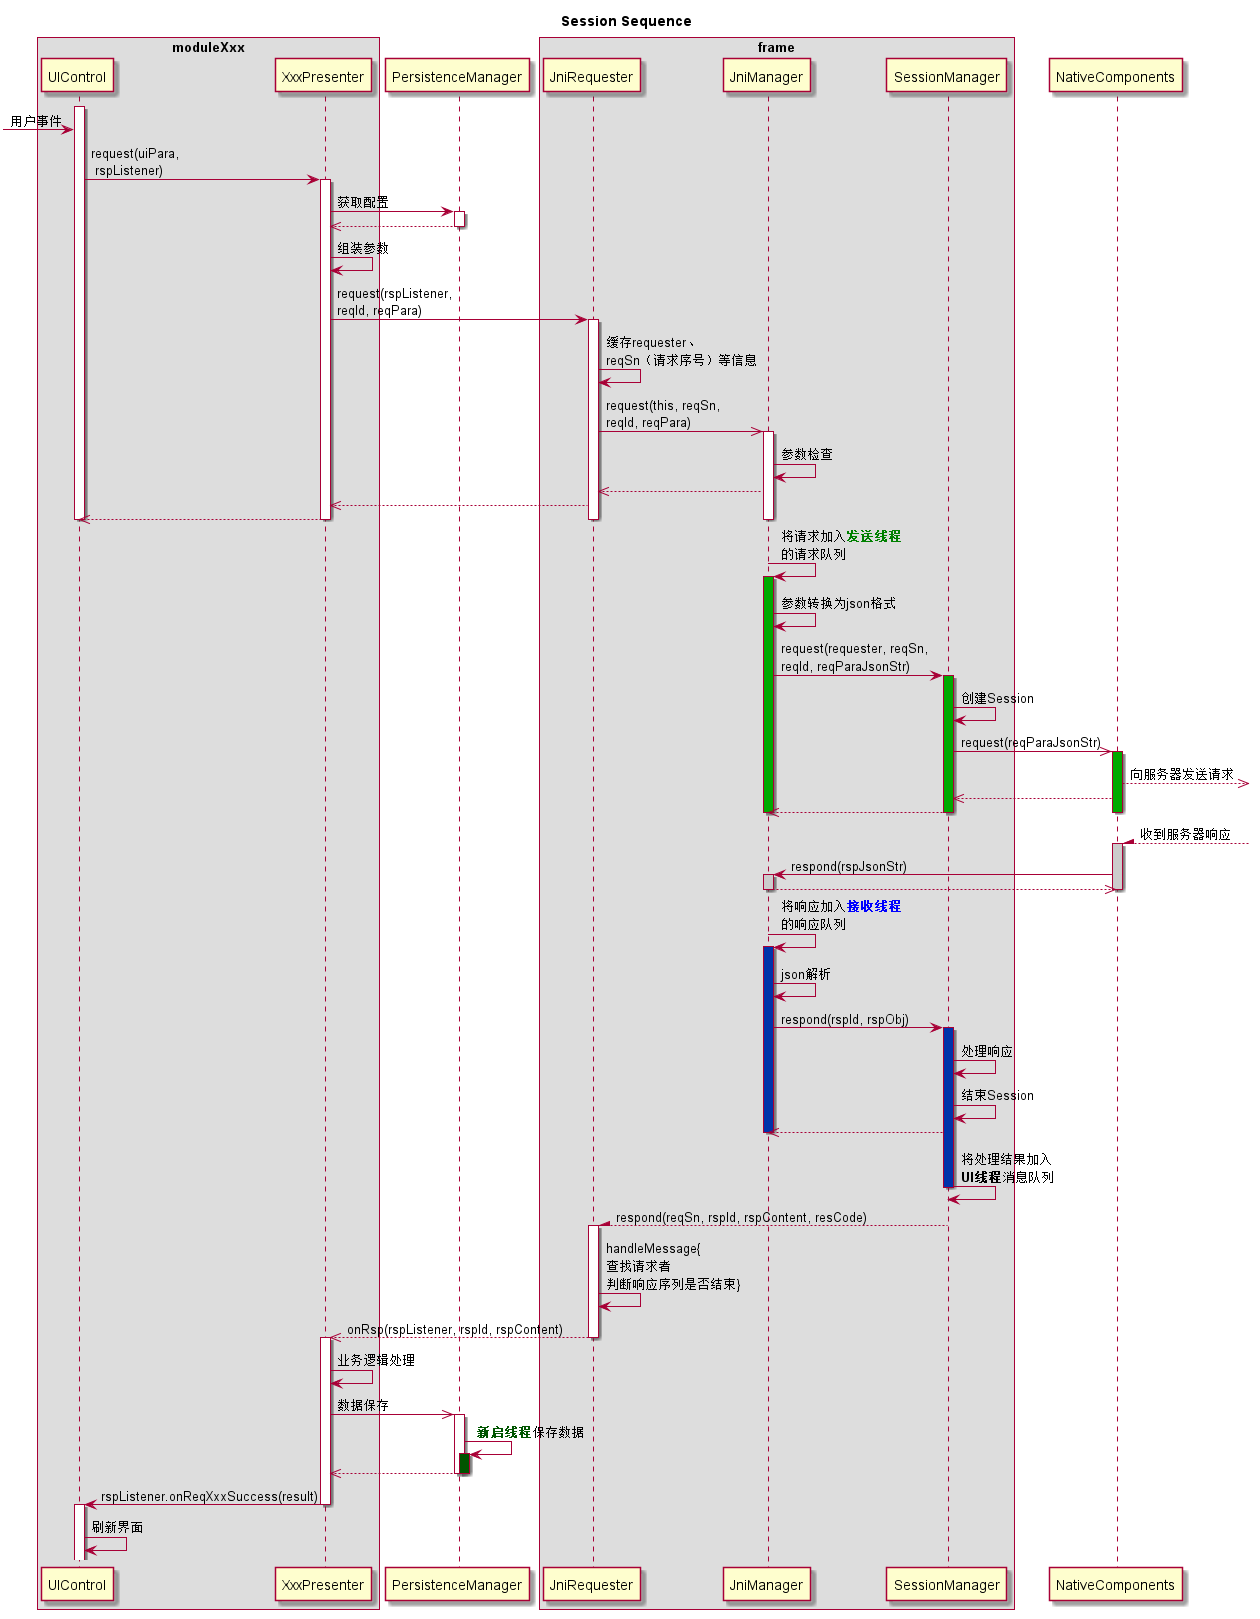 Session Sequence
moduleXxx
frame
UIControl
XxxPresenter
PersistenceManager
JniRequester
JniManager
SessionManager
NativeComponents
用户事件
request(uiPara,
rspListener)
获取配置
组装参数
request(rspListener,
reqId, reqPara)
缓存requester、
reqSn（请求序号）等信息
request(this, reqSn,
reqId, reqPara)
参数检查
将请求加入发送线程
的请求队列
参数转换为json格式
request(requester, reqSn,
reqId, reqParaJsonStr)
创建Session
request(reqParaJsonStr)
向服务器发送请求
收到服务器响应
respond(rspJsonStr)
将响应加入接收线程
的响应队列
json解析
respond(rspId, rspObj)
处理响应
结束Session
将处理结果加入
UI线程消息队列
respond(reqSn, rspId, rspContent, resCode)
handleMessage{
查找请求者
判断响应序列是否结束}
onRsp(rspListener, rspId, rspContent)
业务逻辑处理
数据保存
新启线程保存数据
rspListener.onReqXxxSuccess(result)
刷新界面
UIControl
XxxPresenter
PersistenceManager
JniRequester
JniManager
SessionManager
NativeComponents